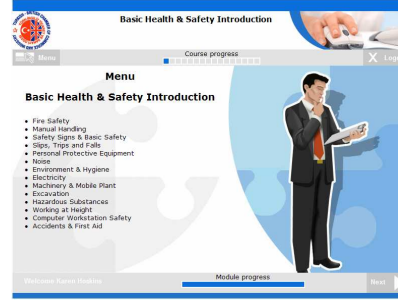 Basic Health & Safety Introduction
Menu
Course progress
X Logo
Menu
Basic Health & Safety Introduction
• Fire Safety
• Manual Handling
• Safety Signs & Basic Safety
• Slips, Trips and Falls
• Personal Protective Equipment
• Noise
• Environment & Hygiene
• Electricity
• Machinery & Mobile Plant
• Excavation
• Hazardous Substances
• Working at Height
• Computer Workstation Safety
• Accidents & First Aid
Module progress
Next